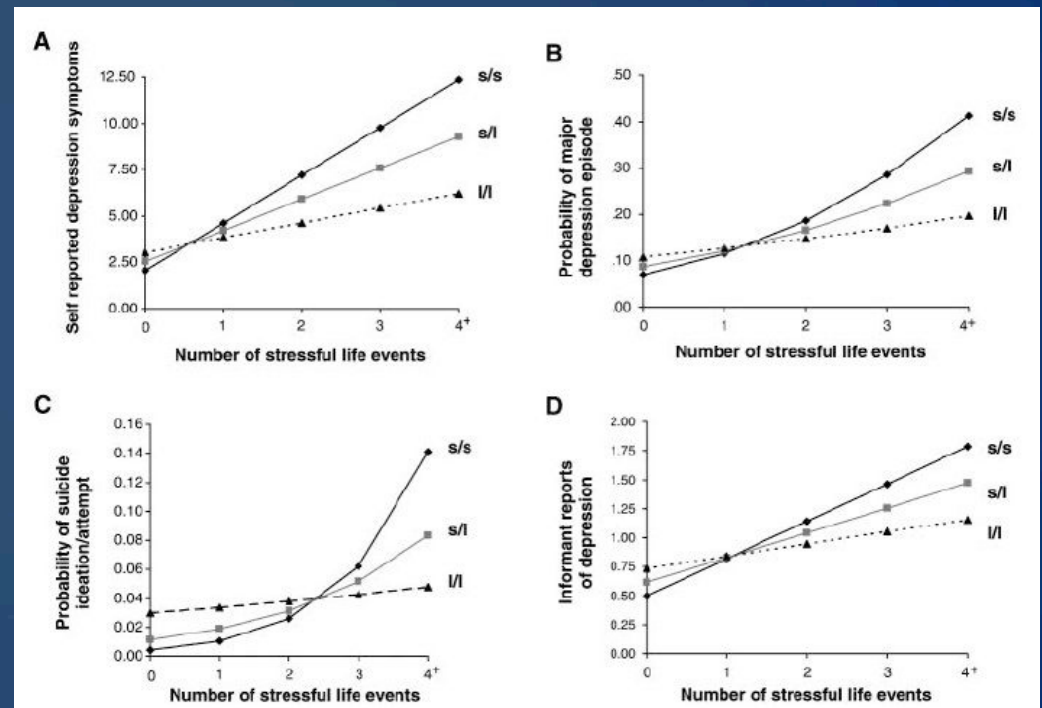 A
Self reported depression symptoms
12.50
10.00
7.50
5.00
2.50
0.00
0 1 2 3 4+
Number of stressful life events
s/s
s/l
l/l
B
Probability of major
depression episode
.50
.40
.30
.20
.10
.00
0 1 2 3 4+
Number of stressful life events
s/s
s/l
l/l
C
Probability of suicide
ideation/attempt
0.16
0.14
0.12
0.10
0.08
0.06
0.04
0.02
0.00
0 1 2 3 4+
Number of stressful life events
s/s
s/l
l/l
D
Informant reports
of depression
2.00
1.75
1.50
1.25
1.00
0.75
0.50
0.25
0.00
0 1 2 3 4+
Number of stressful life events
s/s
s/l
l/l